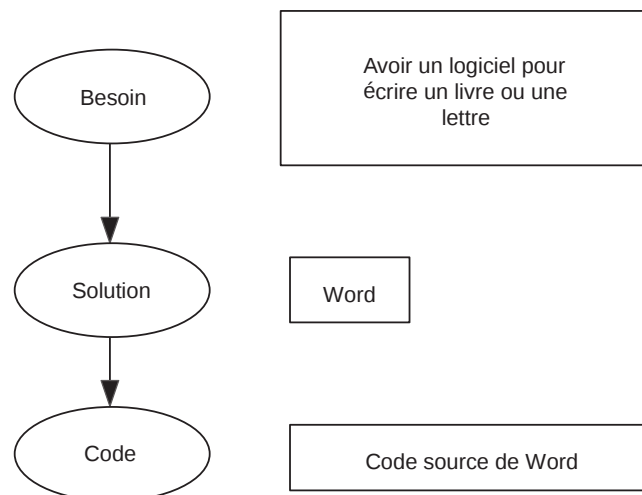 Besoin
Avoir un logiciel pour
écrire un livre ou une
lettre
Solution
Word
Code
Code source de Word